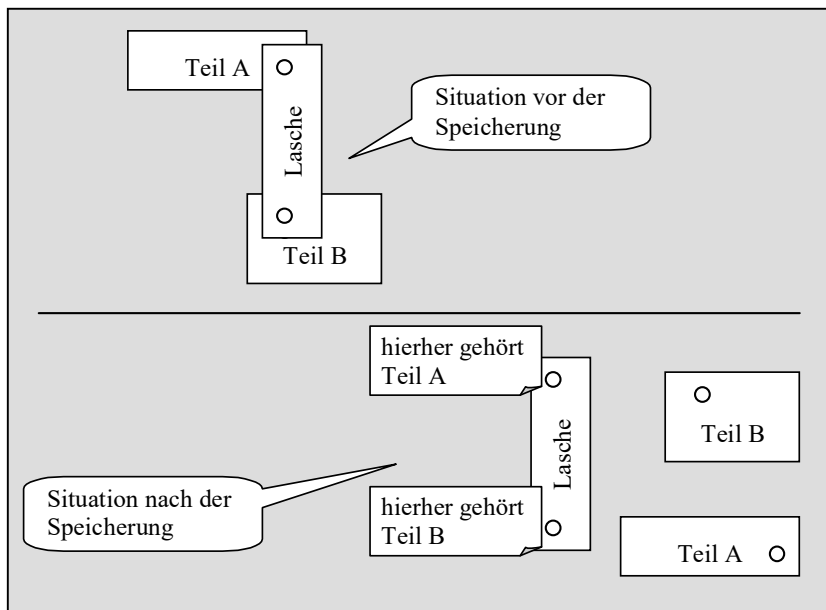 Teil A
Situation vor der
Speicherung
Lasche
Teil B
hierher gehört
Teil A
Lasche
Teil B
Situation nach der
Speicherung
hierher gehört
Teil B
Teil A